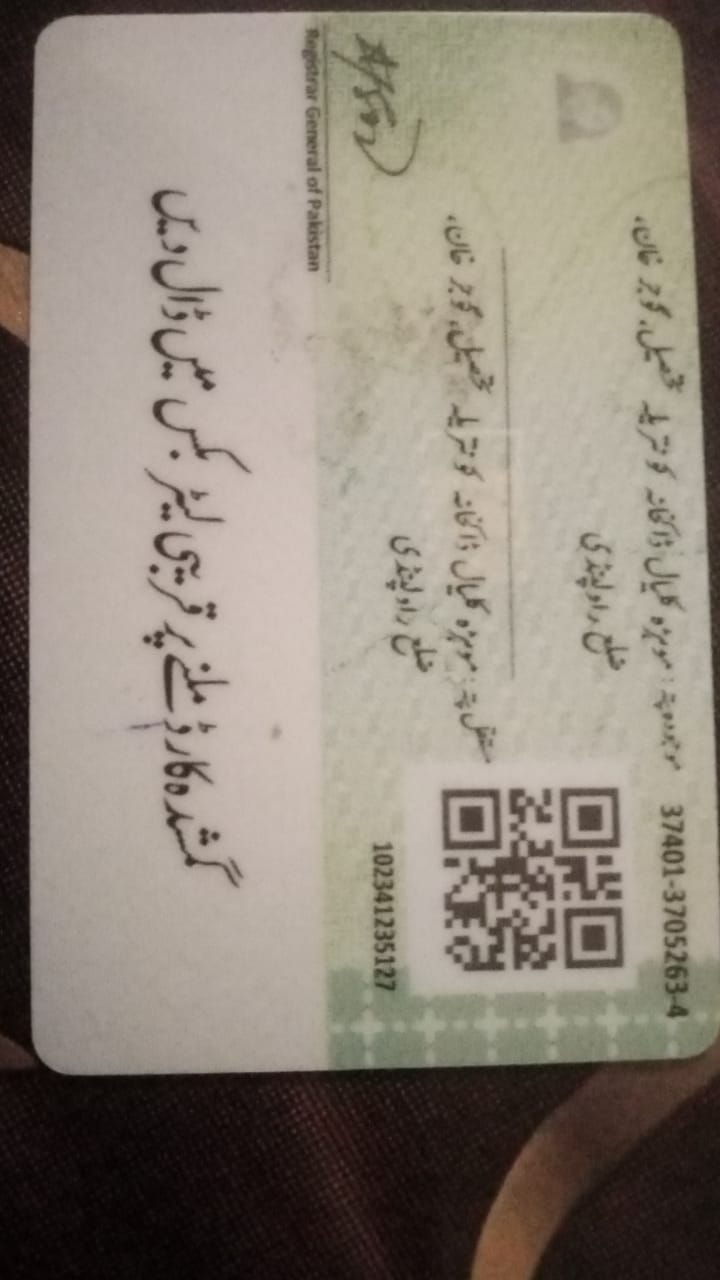 37401-3705263-4
موجودہ پتہ: موہڑہ کلیال ڈاکخانہ کونتریلہ تحصیل، گوجر خان،
ضلع راولپنڈی
مستقل پتہ: موہڑہ کلیال ڈاکخانہ کونتریلہ تحصیل، گوجر خان،
ضلع راولپنڈی
102341235127
Registrar General of Pakistan
گمشدہ کارڈ ملنے پر قریبی لیٹر بکس میں ڈال دیں